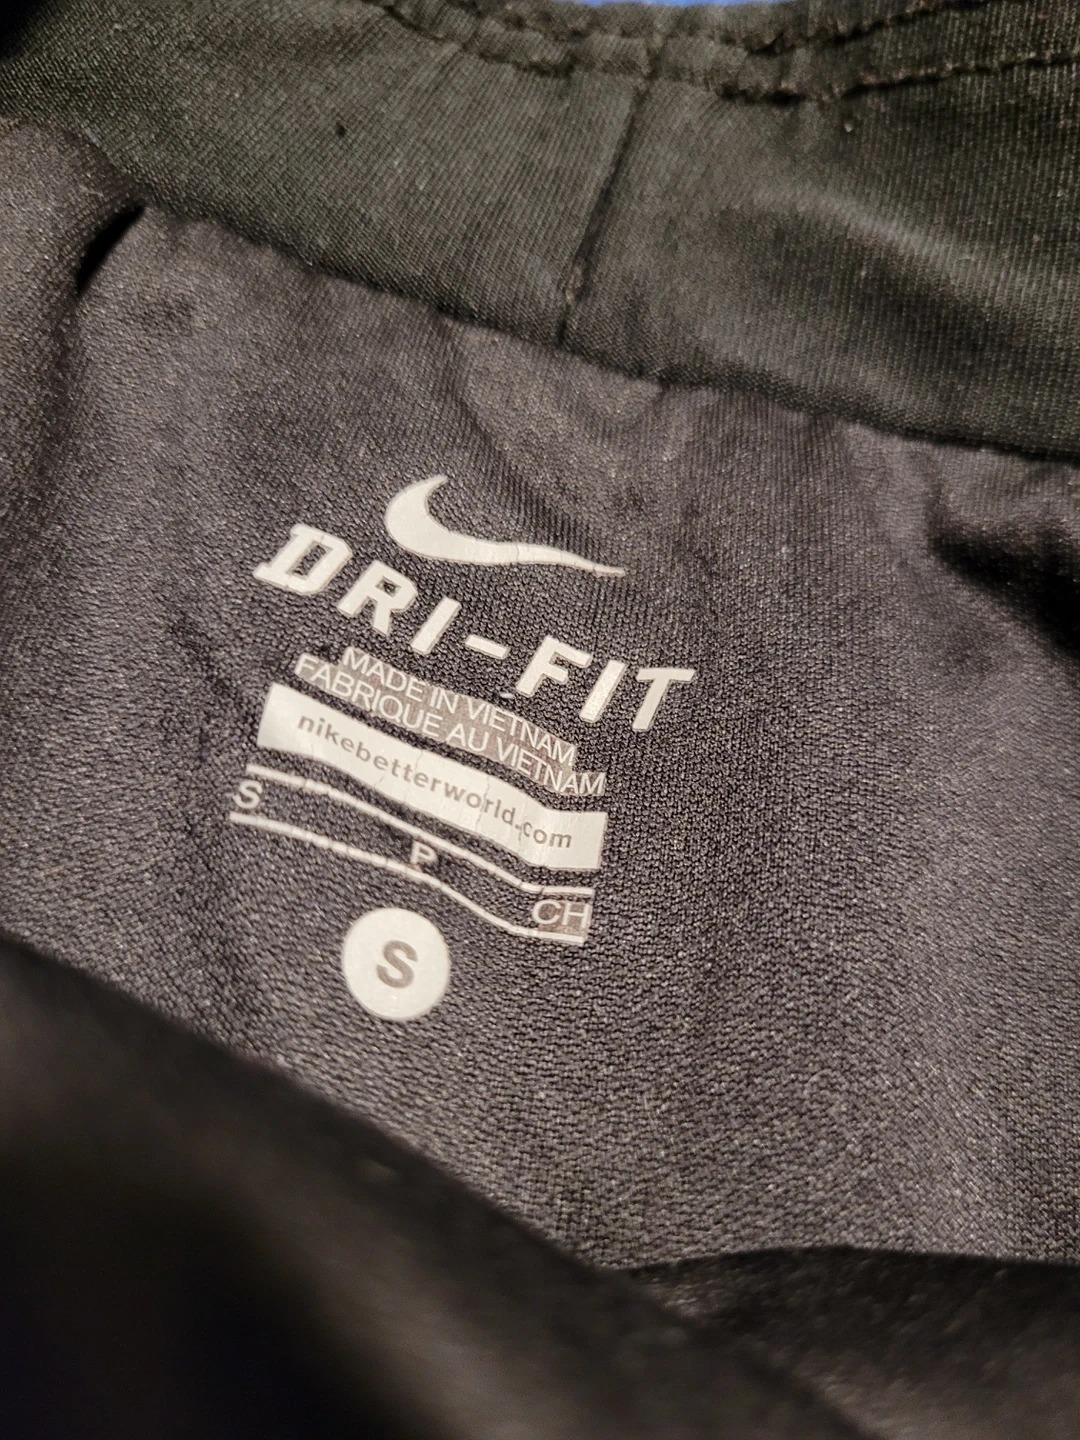 DRI-FIT
MADE IN VIETNAM
FABRIQUE AU VIETNAM
nikebetterworld.com
S P CH
S